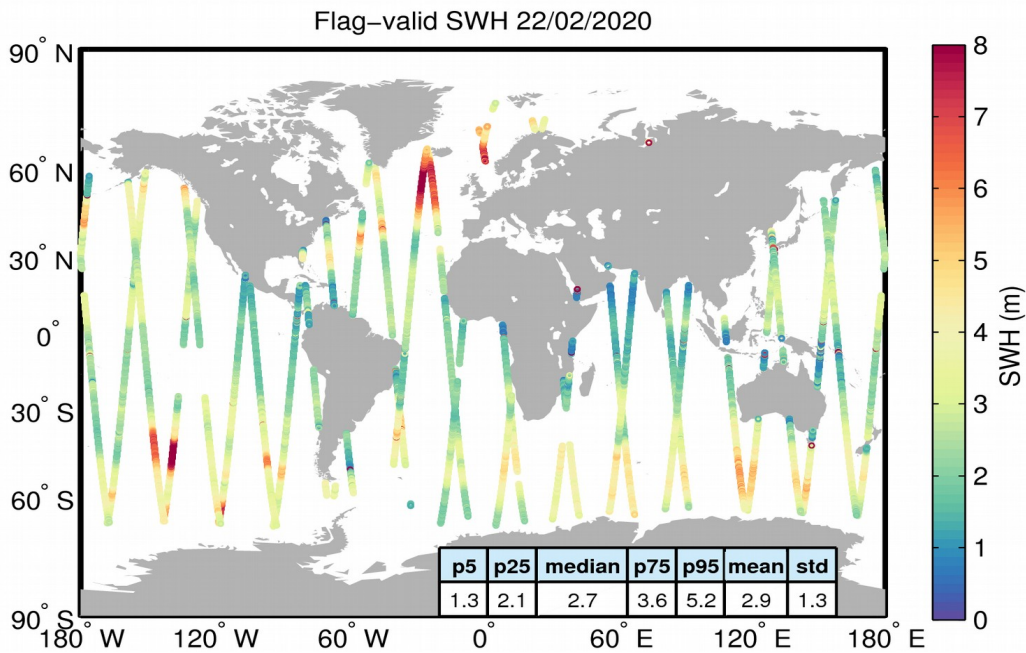 Flag−valid SWH 22/02/2020
90° N
60° N
30° N
0°
30° S
60° S
90° S
180° W
120° W
60° W
0°
60° E
120° E
180° E
8
7
6
5
4
3
2
1
0
SWH (m)
p5 p25 median p75 p95 mean std
1.3 2.1 2.7 3.6 5.2 2.9 1.3